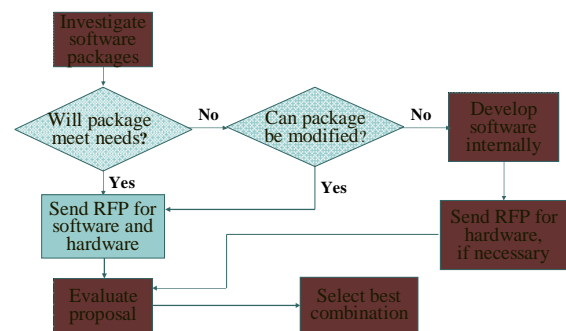 Investigate
software
packages
Will package
meet needs?
No
Can package
be modified?
No
Develop
software
internally
Yes
Yes
Send RFP for
software and
hardware
Send RFP for
hardware,
if necessary
Evaluate
proposal
Select best
combination